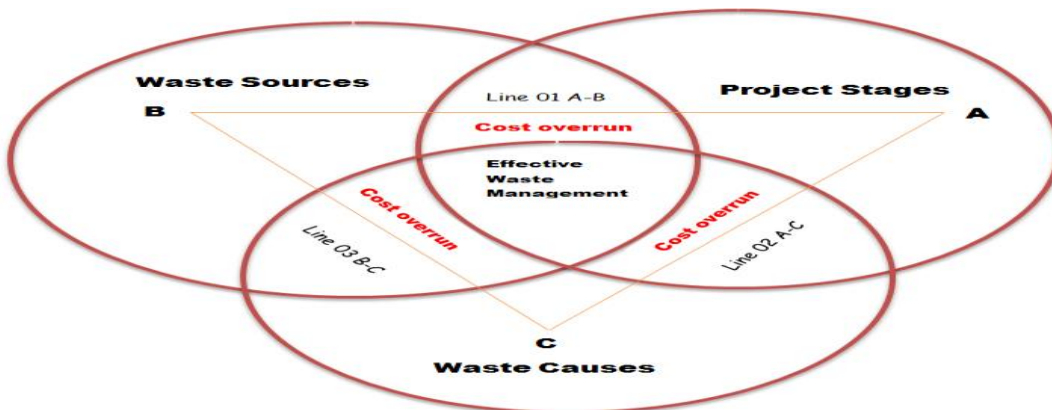 Waste Sources
B
Project Stages
A
Line 01 A-B
Cost overrun
Effective
Waste
Management
Cost overrun
Line 03 B-C
Cost overrun
Line 02 A-C
C
Waste Causes